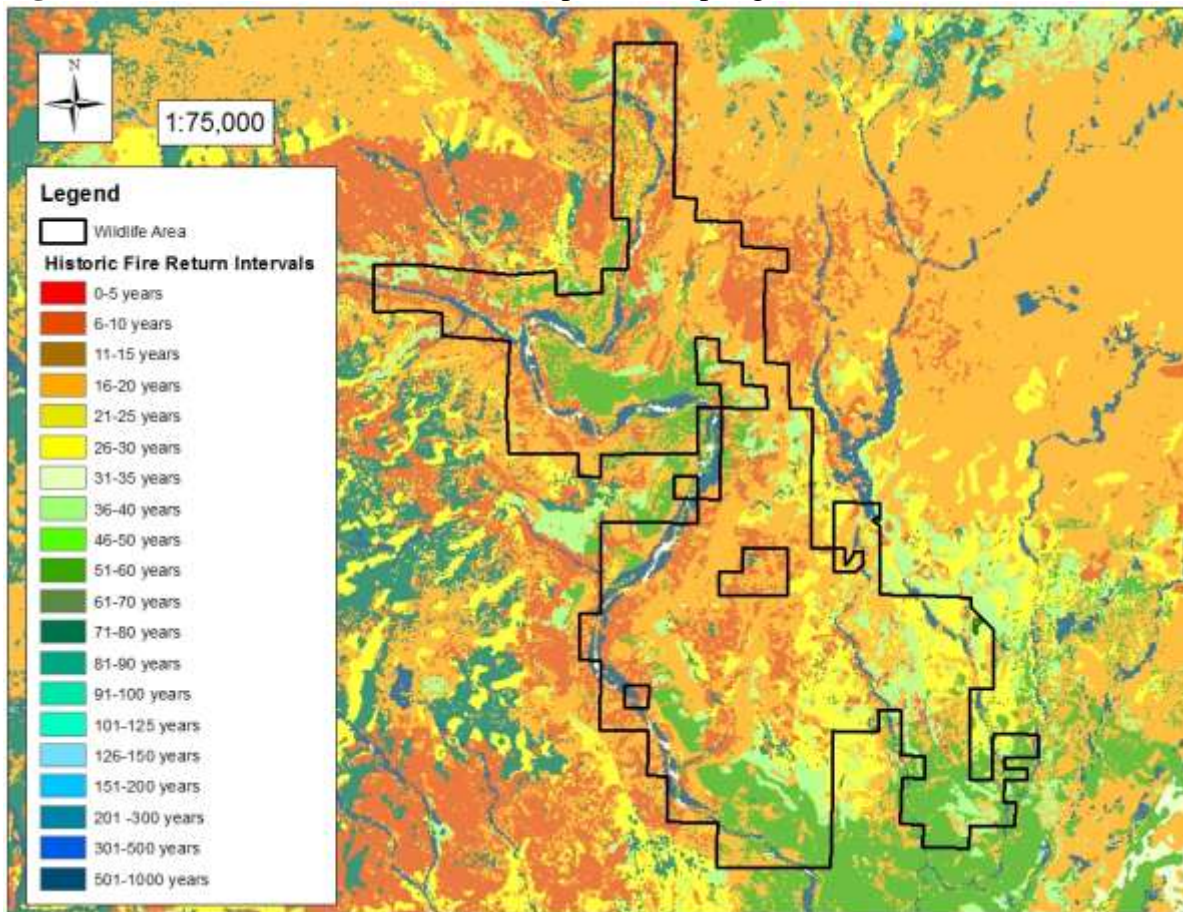 N
1:75,000
Legend
Wildlife Area
Historic Fire Return Intervals
0-5 years
6-10 years
11-15 years
16-20 years
21-25 years
26-30 years
31-35 years
36-40 years
46-50 years
51-60 years
61-70 years
71-80 years
81-90 years
91-100 years
101-125 years
126-150 years
151-200 years
201 -300 years
301-500 years
501-1000 years